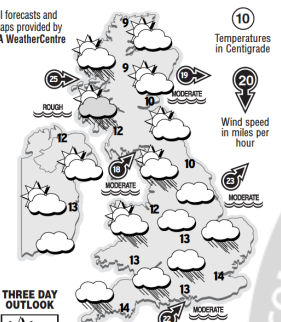 l forecasts and
aps provided by
A WeatherCentre
9
10
Temperatures
in Centigrade
9
25
19
MODERATE
20
ROUGH
10
12
12
Wind speed
in miles per
hour
18
MODERATE
10
23
MODERATE
13
12
13
13
14
THREE DAY
OUTLOOK
13
14
MODERATE
22